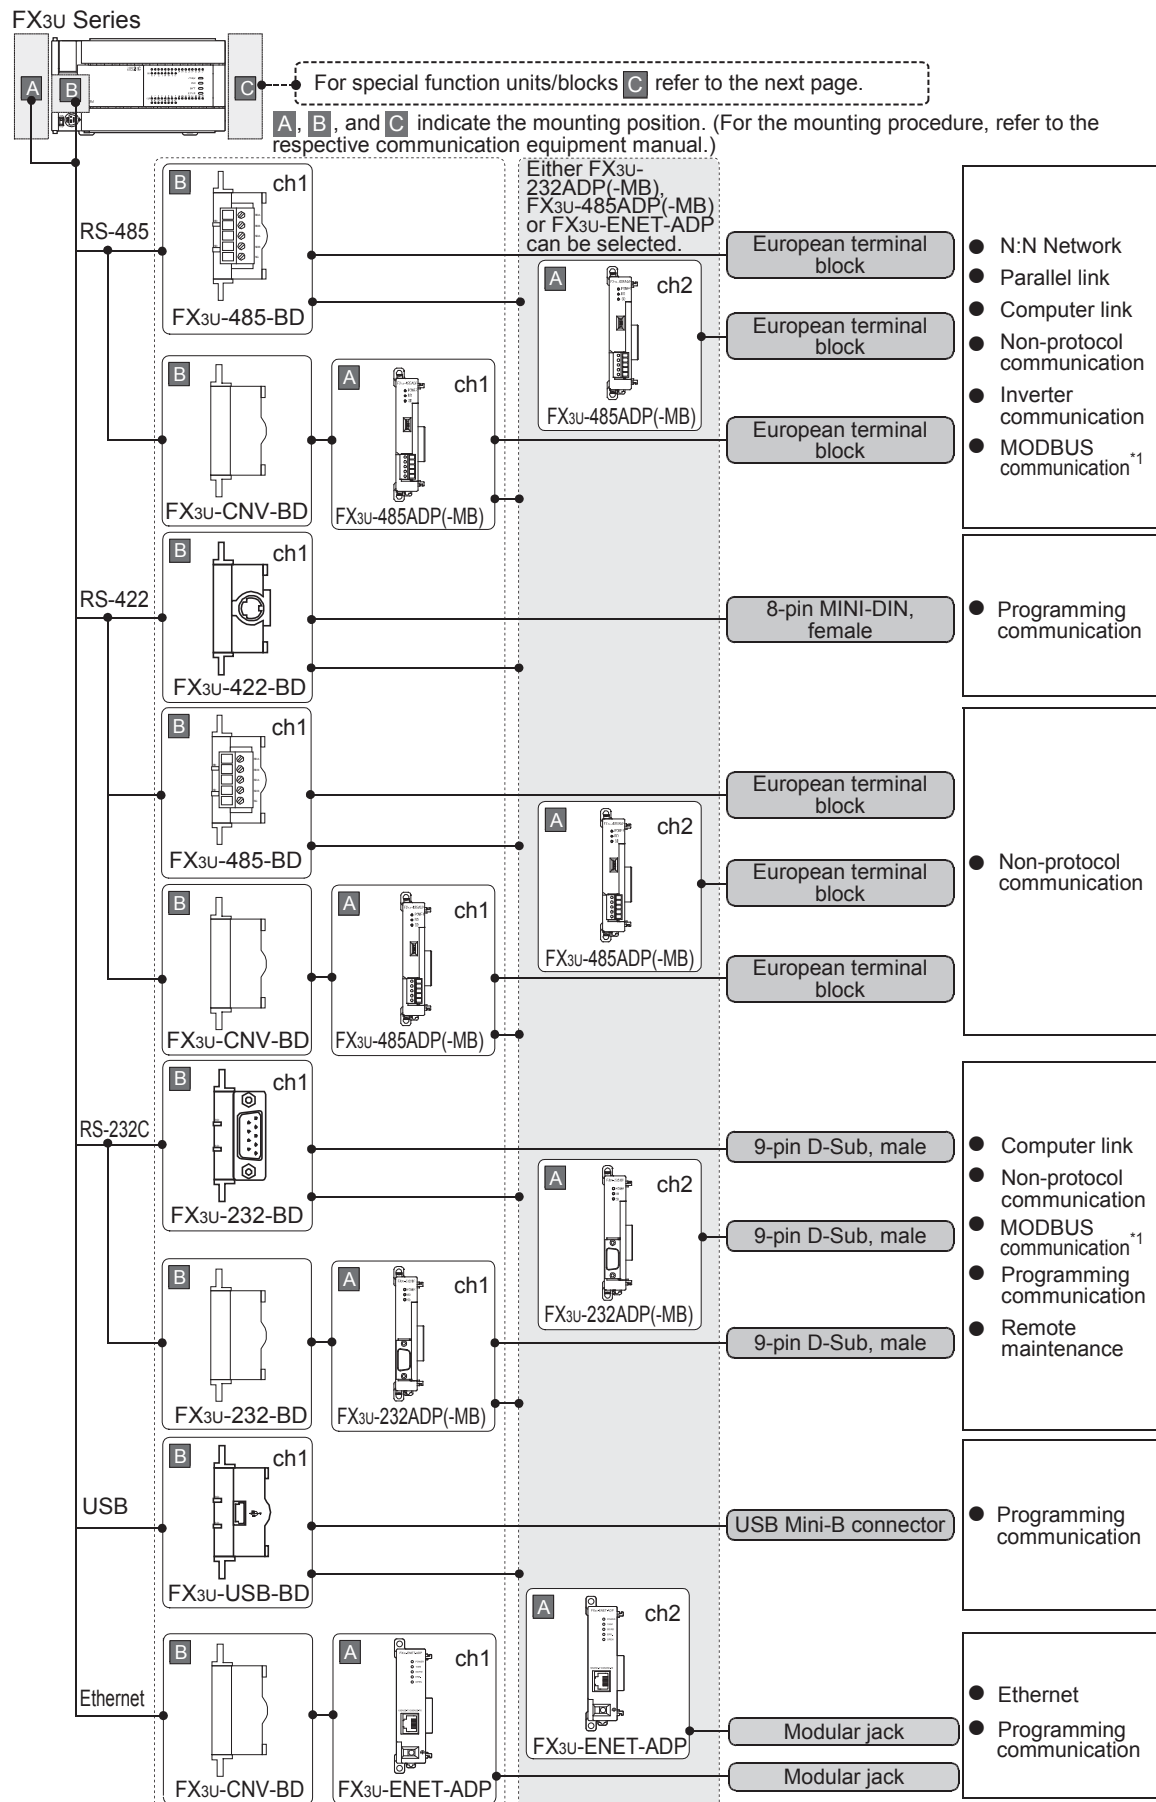 FX3U Series
A
B
C
For special function units/blocks C refer to the next page.
A, B, and C indicate the mounting position. (For the mounting procedure, refer to the
respective communication equipment manual.)
Either FX3U-
232ADP(-MB),
FX3U-485ADP(-MB)
or FX3U-ENET-ADP
can be selected.
RS-485
B
ch1
FX3U-485-BD
A
ch2
FX3U-485ADP(-MB)
European terminal
block
European terminal
block
B
FX3U-CNV-BD
A
ch1
FX3U-485ADP(-MB)
European terminal
block
● N:N Network
● Parallel link
● Computer link
● Non-protocol
communication
● Inverter
communication
● MODBUS
communication*1
RS-422
B
ch1
FX3U-422-BD
8-pin MINI-DIN,
female
● Programming
communication
B
ch1
FX3U-485-BD
European terminal
block
A
ch2
FX3U-485ADP(-MB)
European terminal
block
B
FX3U-CNV-BD
A
ch1
FX3U-485ADP(-MB)
European terminal
block
● Non-protocol
communication
RS-232C
B
ch1
FX3U-232-BD
9-pin D-Sub, male
A
ch2
FX3U-232ADP(-MB)
9-pin D-Sub, male
B
FX3U-232-BD
A
ch1
FX3U-232ADP(-MB)
9-pin D-Sub, male
● Computer link
● Non-protocol
communication
● MODBUS
communication*1
● Programming
communication
● Remote
maintenance
USB
B
ch1
FX3U-USB-BD
USB Mini-B connector
● Programming
communication
Ethernet
B
FX3U-CNV-BD
A
ch1
FX3U-ENET-ADP
A
ch2
FX3U-ENET-ADP
Modular jack
Modular jack
● Ethernet
● Programming
communication